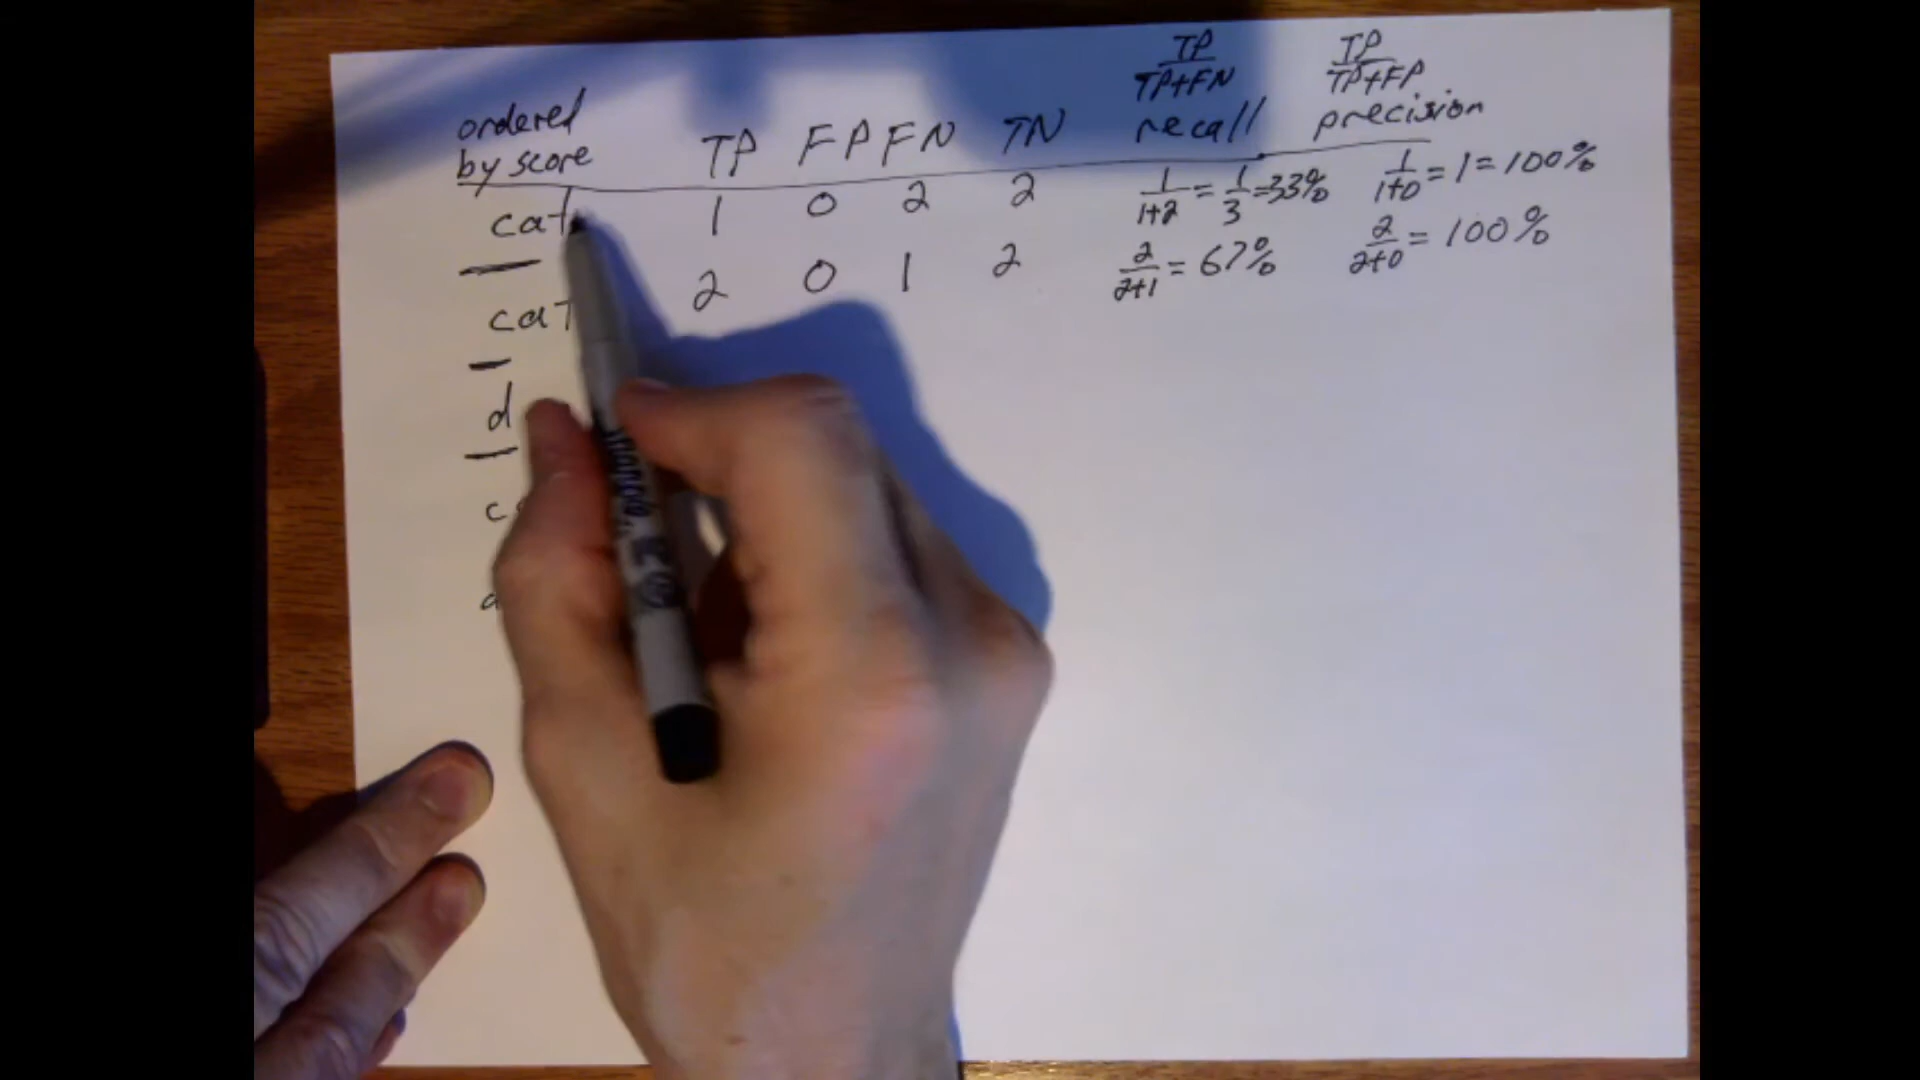 TP TP
TP+FN TP+FP
ordered
by score TP FP FN TN recall precision
cat 1 0 2 2 1/1+2 = 1/3 = 33% 1/1+0 = 1 = 100%
2 0 1 2 2/2+1 = 67% 2/2+0 = 100%
cat
d